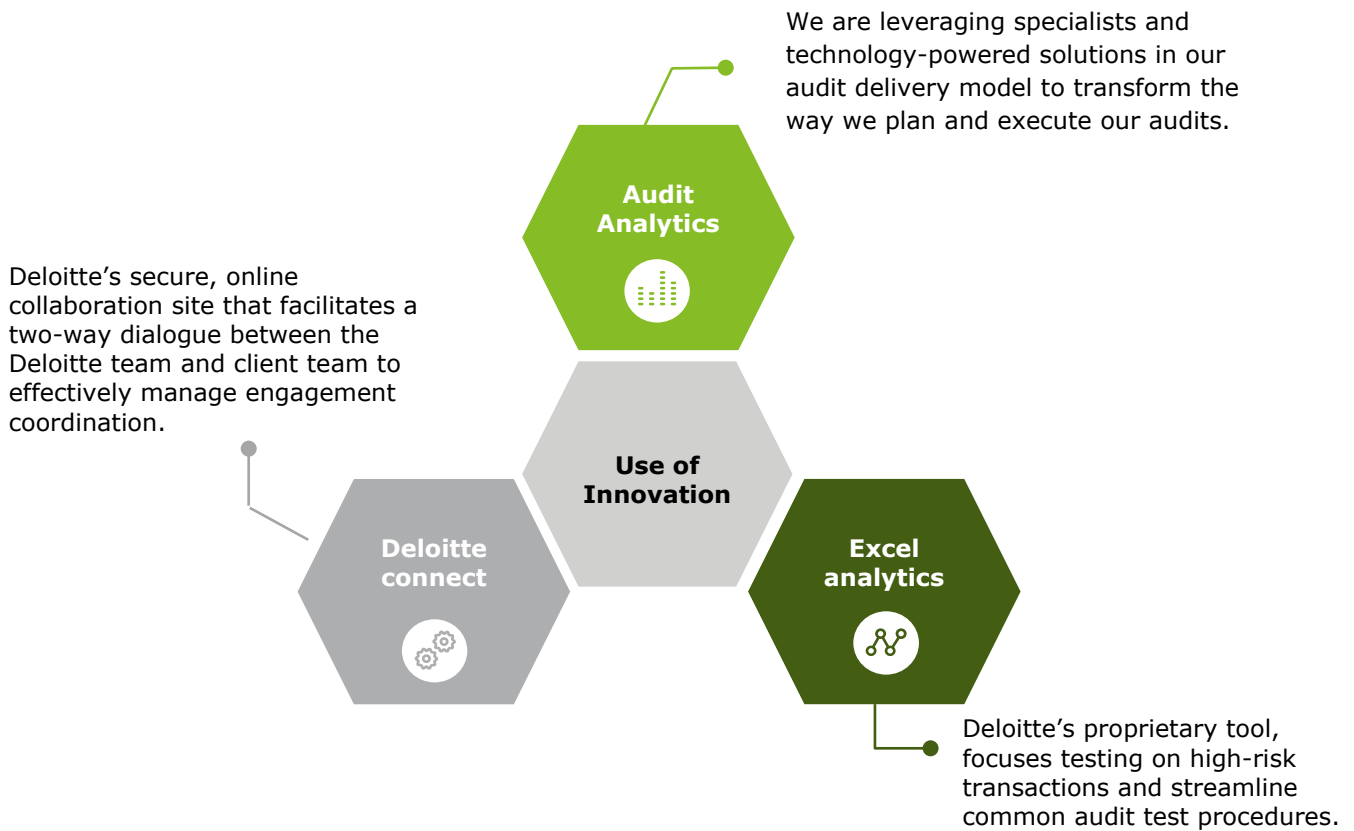 We are leveraging specialists and
technology-powered solutions in our
audit delivery model to transform the
way we plan and execute our audits.
Audit
Analytics
Deloitte’s secure, online
collaboration site that facilitates a
two-way dialogue between the
Deloitte team and client team to
effectively manage engagement
coordination.
Use of
Innovation
Deloitte
connect
Excel
analytics
Deloitte’s proprietary tool,
focuses testing on high-risk
transactions and streamline
common audit test procedures.